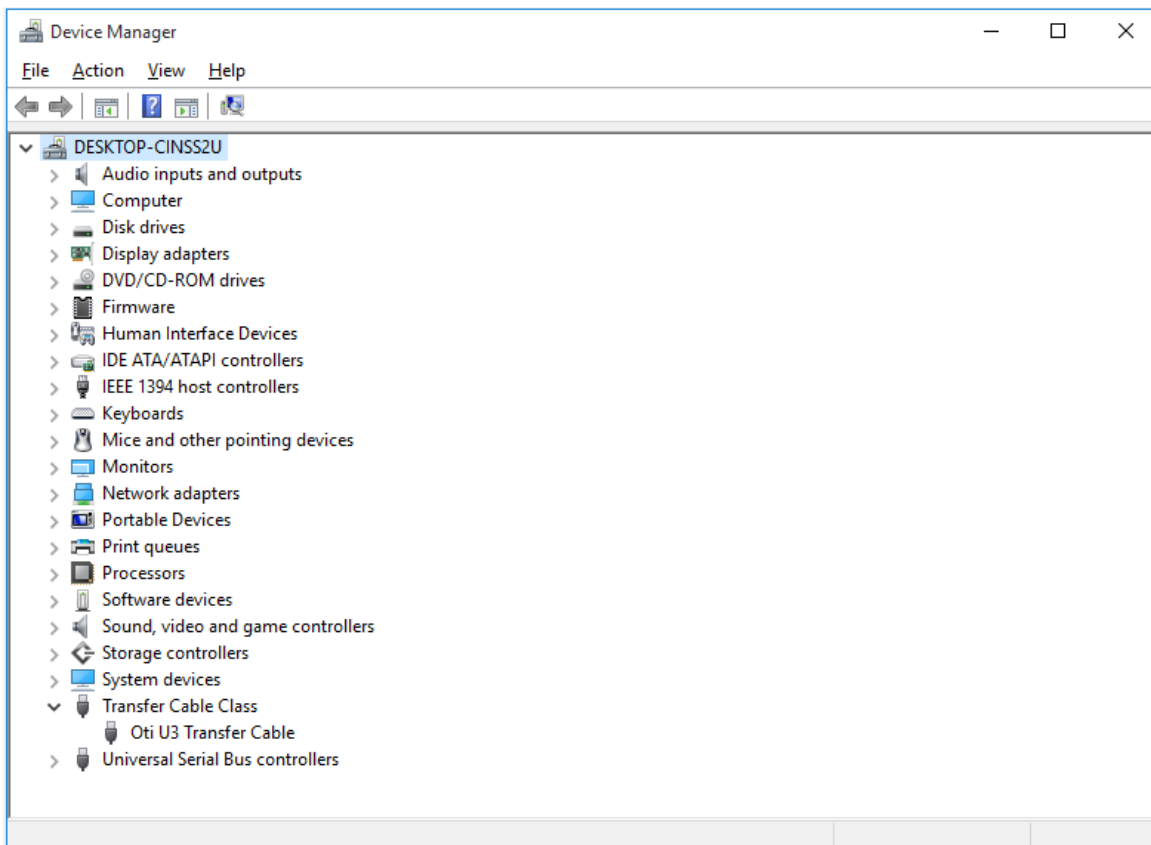 Device Manager
File Action View Help
DESKTOP-CINSS2U
Audio inputs and outputs
Computer
Disk drives
Display adapters
DVD/CD-ROM drives
Firmware
Human Interface Devices
IDE ATA/ATAPI controllers
IEEE 1394 host controllers
Keyboards
Mice and other pointing devices
Monitors
Network adapters
Portable Devices
Print queues
Processors
Software devices
Sound, video and game controllers
Storage controllers
System devices
Transfer Cable Class
Oti U3 Transfer Cable
Universal Serial Bus controllers